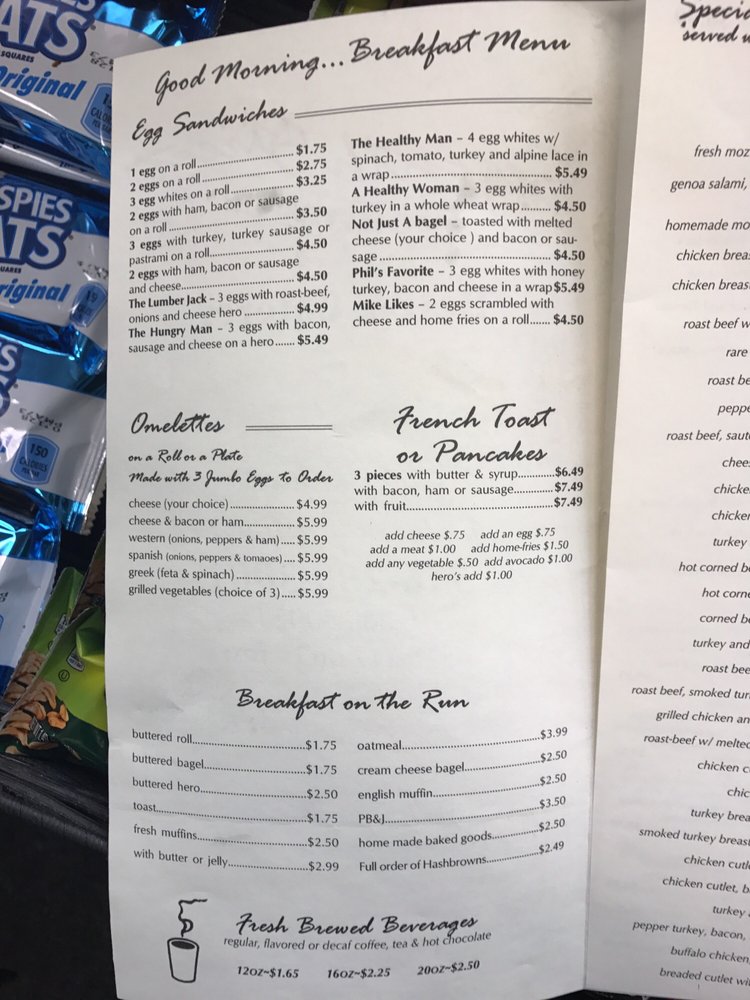 ATS
SQUARES
Original
SPIES
ATS
Original
150
CALORIES
Good Morning... Breakfast Menu
Egg Sandwiches
1 egg on a roll $1.75
2 eggs on a roll $2.75
3 egg whites on a roll $3.25
2 eggs with ham, bacon or sausage
on a roll $3.50
3 eggs with turkey, turkey sausage or
pastrami on a roll $4.50
2 eggs with ham, bacon or sausage
and cheese $4.50
The Lumber Jack – 3 eggs with roast-beef,
onions and cheese hero $4.99
The Hungry Man – 3 eggs with bacon,
sausage and cheese on a hero $5.49
The Healthy Man – 4 egg whites w/
spinach, tomato, turkey and alpine lace in
a wrap $5.49
A Healthy Woman – 3 egg whites with
turkey in a whole wheat wrap $4.50
Not Just A bagel – toasted with melted
cheese (your choice ) and bacon or sau-
sage $4.50
Phil's Favorite – 3 egg whites with honey
turkey, bacon and cheese in a wrap $5.49
Mike Likes – 2 eggs scrambled with
cheese and home fries on a roll $4.50
Omelettes
on a Roll or a Plate
Made with 3 Jumbo Eggs to Order
cheese (your choice) $4.99
cheese & bacon or ham $5.99
western (onions, peppers & ham) $5.99
spanish (onions, peppers & tomaoes) $5.99
greek (feta & spinach) $5.99
grilled vegetables (choice of 3) $5.99
French Toast
or Pancakes
3 pieces with butter & syrup $6.49
with bacon, ham or sausage $7.49
with fruit $7.49
add cheese $.75 add an egg $.75
add a meat $1.00 add home-fries $1.50
add any vegetable $.50 add avocado $1.00
hero's add $1.00
Breakfast on the Run
buttered roll $1.75
buttered bagel $1.75
buttered hero $2.50
toast $1.75
fresh muffins $2.50
with butter or jelly $2.99
oatmeal $3.99
cream cheese bagel $2.50
english muffin $2.50
PB&J $3.50
home made baked goods $2.50
Full order of Hashbrowns $2.49
Fresh Brewed Beverages
regular, flavored or decaf coffee, tea & hot chocolate
12oz~$1.65 16oz~$2.25 20oz~$2.50
Specia
served w
fresh moz
genoa salami,
homemade mo
chicken brea
chicken breas
roast beef w
rare
roast be
peppe
roast beef, saut
chee
chicke
chicken
turkey
hot corned be
hot corne
corned be
turkey and
roast bee
roast beef, smoked tur
grilled chicken an
roast-beef w/ melted
chicken c
chic
turkey brea
smoked turkey breast
chicken cutle
chicken cutlet, b
turkey
pepper turkey, bacon,
buffalo chicken,
breaded cutlet wi